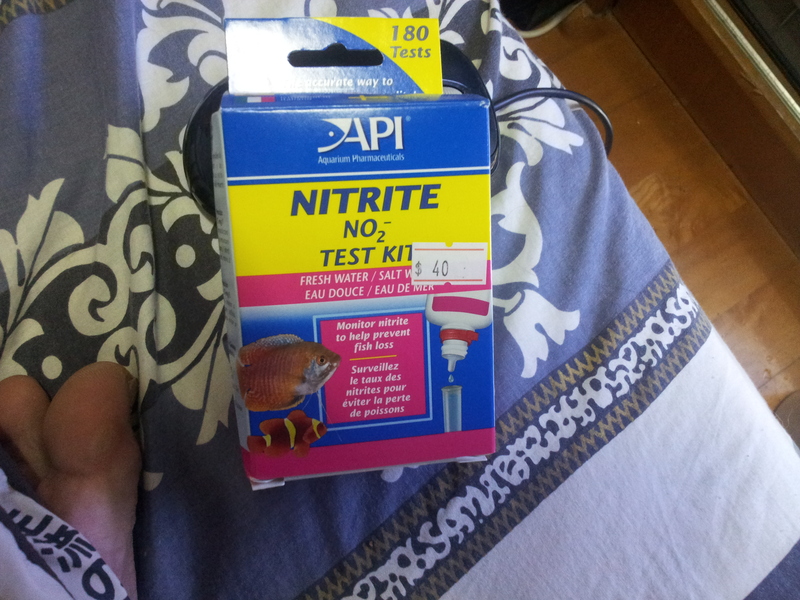 180
Tests
accurate way to
API
Aquarium Pharmaceuticals
NITRITE
NO2-
TEST KIT
$ 40
FRESH WATER / SALT W
EAU DOUCE / EAU DE MER
Monitor nitrite
to help prevent
fish loss
Surveillez
le taux des
nitrites pour
éviter la perte
de poissons